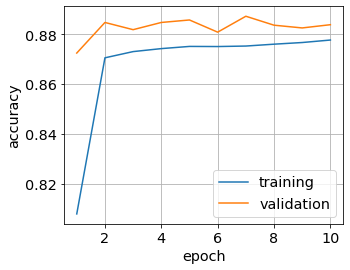 0.88
0.86
0.84
0.82
accuracy
training
validation
2 4 6 8 10
epoch